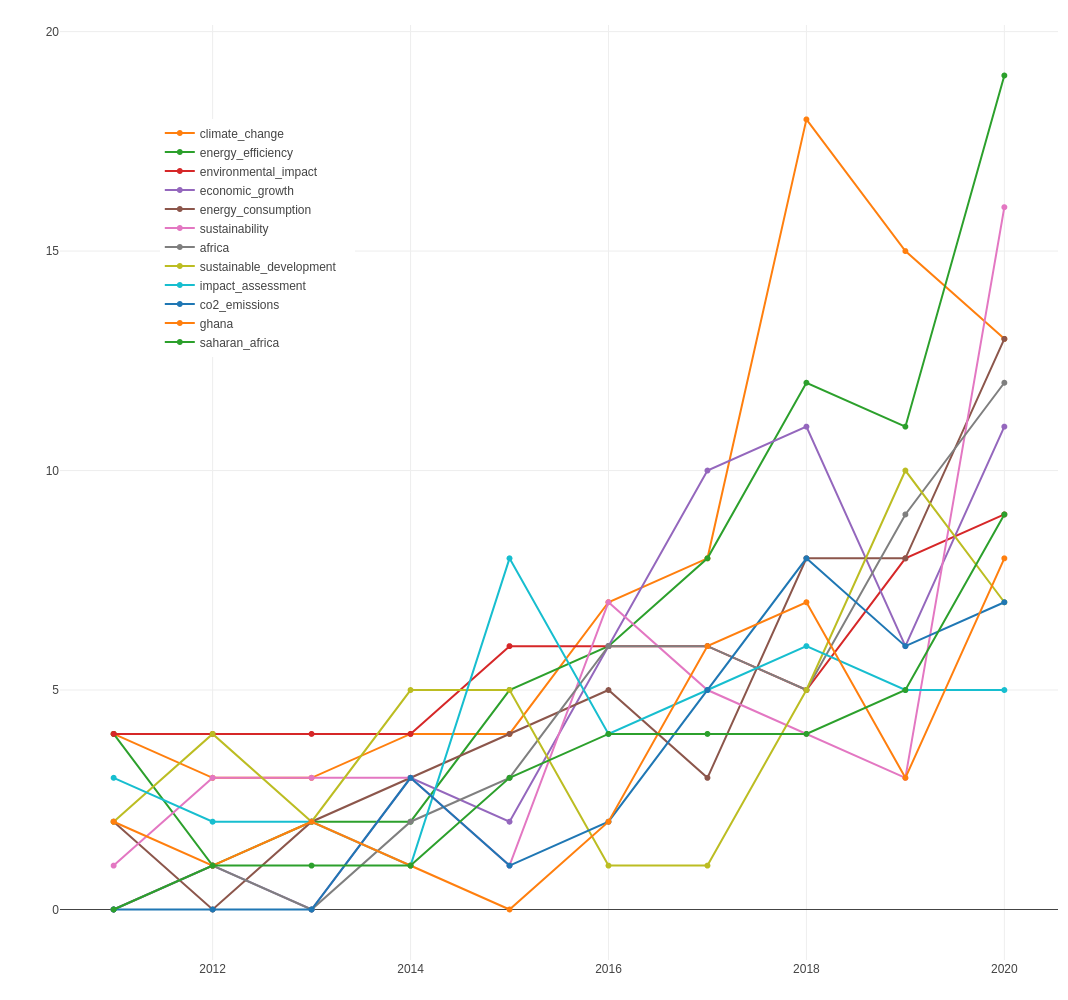 20
15
10
5
0
climate_change
energy_efficiency
environmental_impact
economic_growth
energy_consumption
sustainability
africa
sustainable_development
impact_assessment
co2_emissions
ghana
saharan_africa
2012 2014 2016 2018 2020